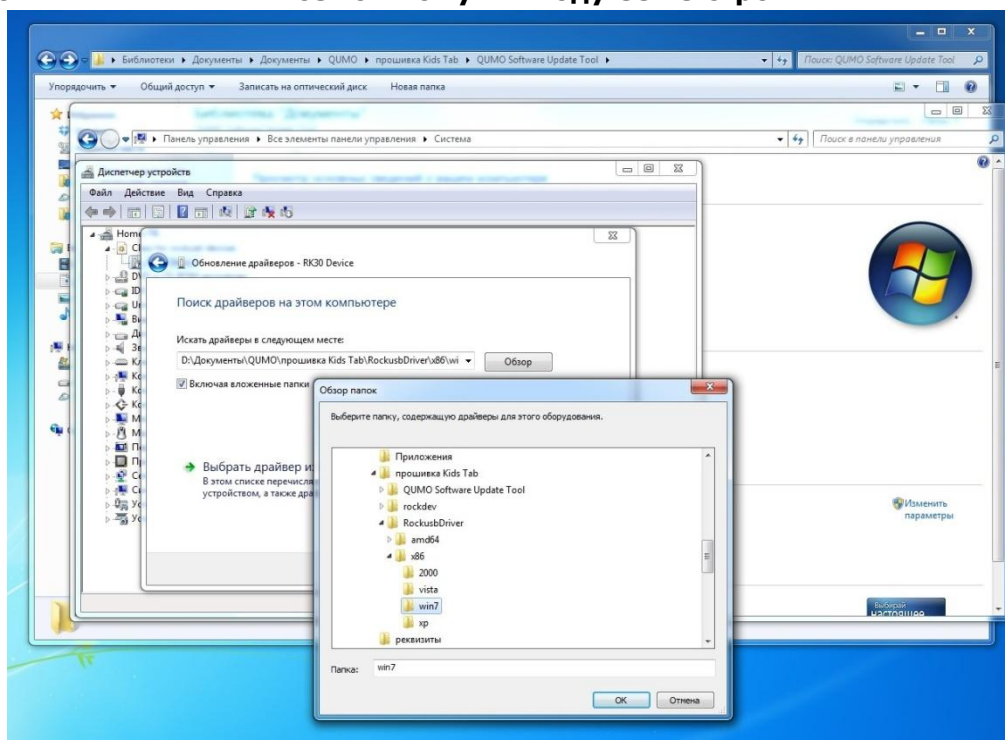 Библиотеки ▸ Документы ▸ Документы ▸ QUMO ▸ прошивка Kids Tab ▸ QUMO Software Update Tool ▸
Поиск: QUMO Software Update Tool
Упорядочить ▾ Общий доступ ▾ Записать на оптический диск Новая папка
Панель управления ▸ Все элементы панели управления ▸ Система
Поиск в панели управления
Диспетчер устройств
Файл Действие Вид Справка
Обновление драйверов - RK30 Device
Поиск драйверов на этом компьютере
Искать драйверы в следующем месте:
D:\Документы\QUMO\прошивка Kids Tab\RockusbDriver\x86\wi
Обзор
Включая вложенные папки
Выбрать драйвер из
В этом списке перечисля
устройством, а также дра
Обзор папок
Выберите папку, содержащую драйверы для этого оборудования.
Приложения
прошивка Kids Tab
QUMO Software Update Tool
rockdev
RockusbDriver
amd64
x86
2000
vista
win7
xp
реквизиты
Папка: win7
OK Отмена
Изменить
параметры
Выбирай
настоящее